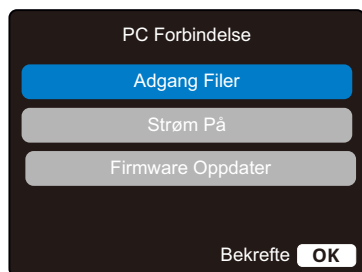 PC Forbindelse
Adgang Filer
Strøm På
Firmware Oppdater
Bekrefte OK